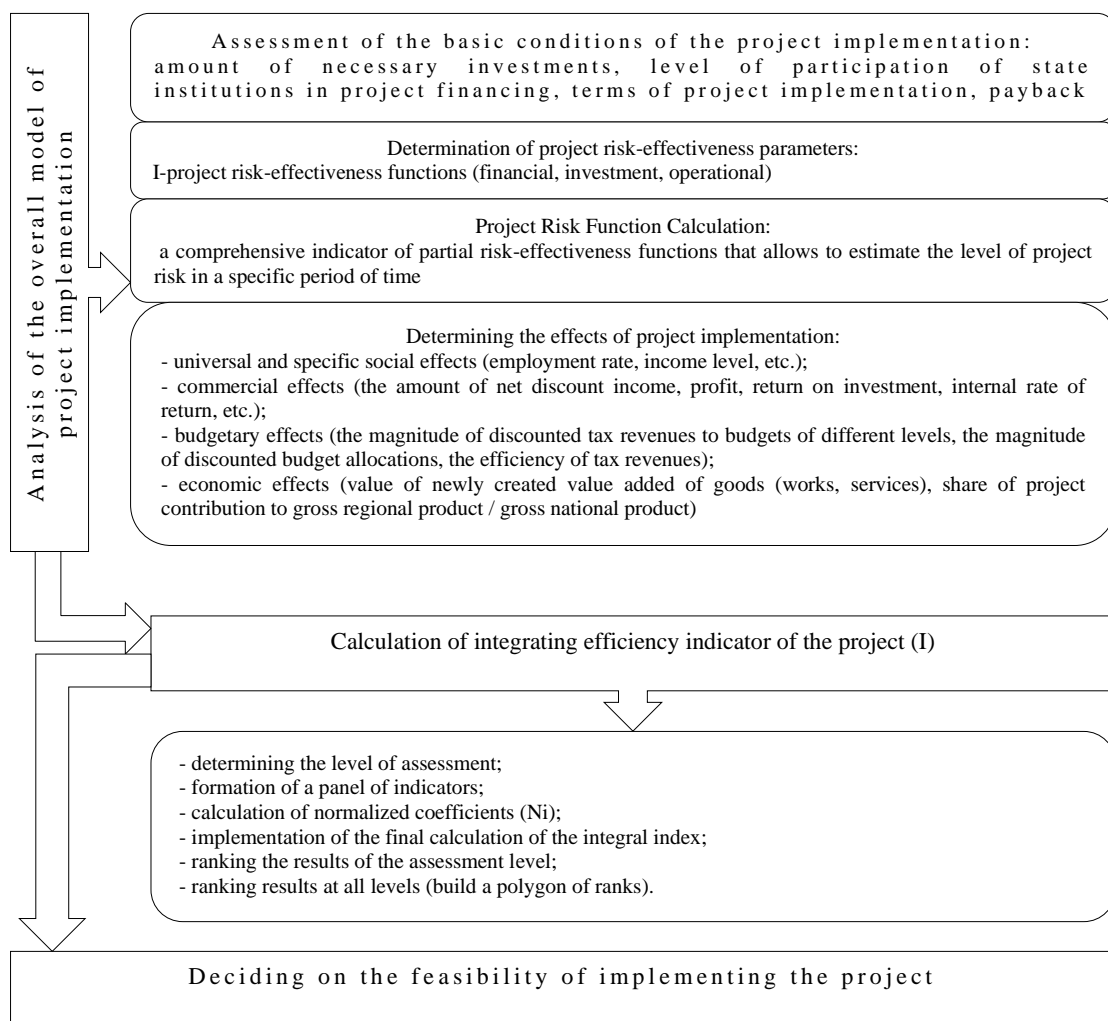 Analysis of the overall model of
project implementation
Assessment of the basic conditions of the project implementation:
amount of necessary investments, level of participation of state
institutions in project financing, terms of project implementation, payback
Determination of project risk-effectiveness parameters:
I-project risk-effectiveness functions (financial, investment, operational)
Project Risk Function Calculation:
a comprehensive indicator of partial risk-effectiveness functions that allows to estimate the level of project
risk in a specific period of time
Determining the effects of project implementation:
- universal and specific social effects (employment rate, income level, etc.);
- commercial effects (the amount of net discount income, profit, return on investment, internal rate of
return, etc.);
- budgetary effects (the magnitude of discounted tax revenues to budgets of different levels, the magnitude
of discounted budget allocations, the efficiency of tax revenues);
- economic effects (value of newly created value added of goods (works, services), share of project
contribution to gross regional product / gross national product)
Calculation of integrating efficiency indicator of the project (I)
- determining the level of assessment;
- formation of a panel of indicators;
- calculation of normalized coefficients (Ni);
- implementation of the final calculation of the integral index;
- ranking the results of the assessment level;
- ranking results at all levels (build a polygon of ranks).
Deciding on the feasibility of implementing the project